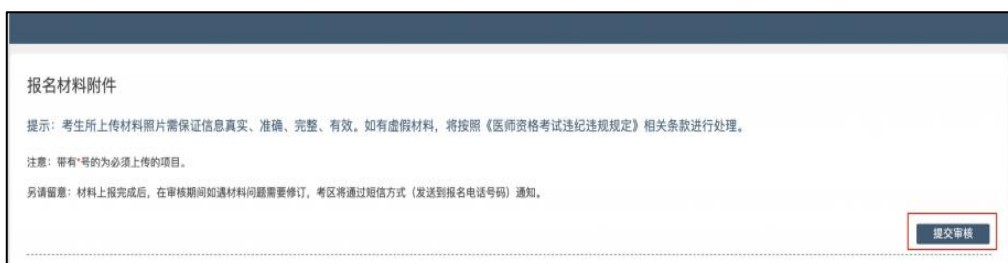 报名材料附件
提示：考生所上传材料照片需保证信息真实、准确、完整、有效。如有虚假材料，将按照《医师资格考试违纪违规规定》相关条款进行处理。
注意：带有*号的为必须上传的项目。
另请留意：材料上报完成后，在审核期间如遇材料问题需要修订，考区将通过短信方式（发送到报名电话号码）通知。
提交审核